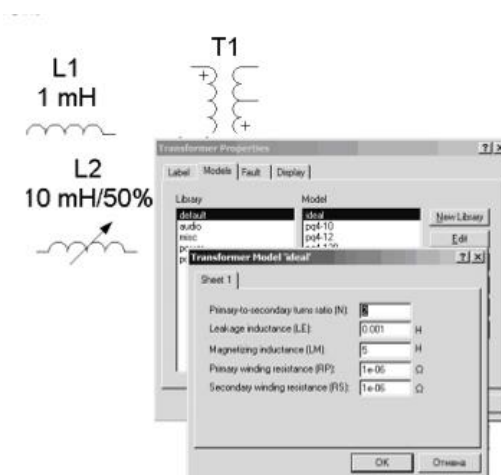 T1
L1
1 mH
L2
10 mH/50%
Transformer Properties
Label Models Fault Display
Library
default
audio
misc
Model
ideal
pq4-10
pq4-12
pq4-120
New Library
Edit
Transformer Model 'ideal'
Sheet 1
Primary-to-secondary turns ratio (N):
Leakage inductance (LE): 0.001 H
Magnetizing inductance (LM): 5 H
Primary winding resistance (RP): 1e-06 Ω
Secondary winding resistance (RS): 1e-06 Ω
OK Отмена